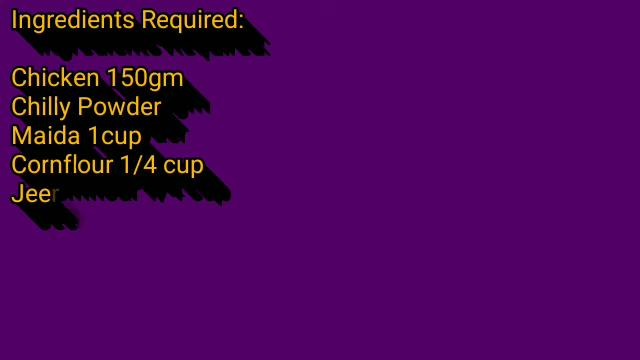 Ingredients Required:
Chicken 150gm
Chilly Powder
Maida 1cup
Cornflour 1/4 cup
Jeer